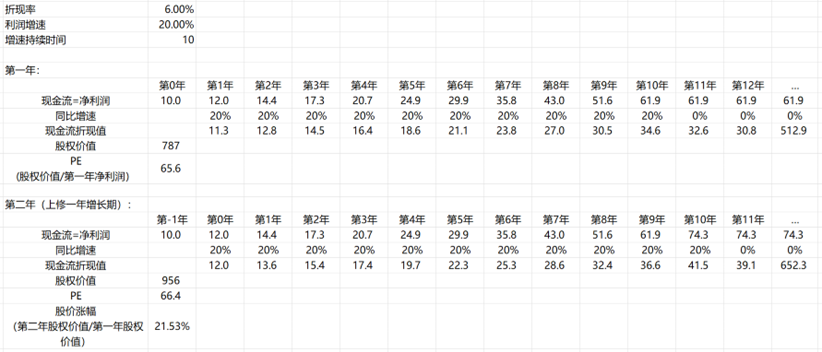 折现率 6.00%
利润增速 20.00%
增速持续时间 10
第一年：
第0年 第1年 第2年 第3年 第4年 第5年 第6年 第7年 第8年 第9年 第10年 第11年 第12年 ...
现金流=净利润 10.0 12.0 14.4 17.3 20.7 24.9 29.9 35.8 43.0 51.6 61.9 61.9 61.9 61.9
同比增速 20% 20% 20% 20% 20% 20% 20% 20% 20% 20% 0% 0% 0%
现金流折现值 11.3 12.8 14.5 16.4 18.6 21.1 23.8 27.0 30.5 34.6 32.6 30.8 512.9
股权价值 787
PE
(股权价值/第一年净利润) 65.6
第二年（上修一年增长期）：
第-1年 第0年 第1年 第2年 第3年 第4年 第5年 第6年 第7年 第8年 第9年 第10年 第11年 ...
现金流=净利润 10.0 12.0 14.4 17.3 20.7 24.9 29.9 35.8 43.0 51.6 61.9 74.3 74.3 74.3
同比增速 20% 20% 20% 20% 20% 20% 20% 20% 20% 20% 20% 0% 0%
现金流折现值 12.0 13.6 15.4 17.4 19.7 22.3 25.3 28.6 32.4 36.6 41.5 39.1 652.3
股权价值 956
PE 66.4
股价涨幅
（第二年股权价值/第一年股权 21.53%
价值）